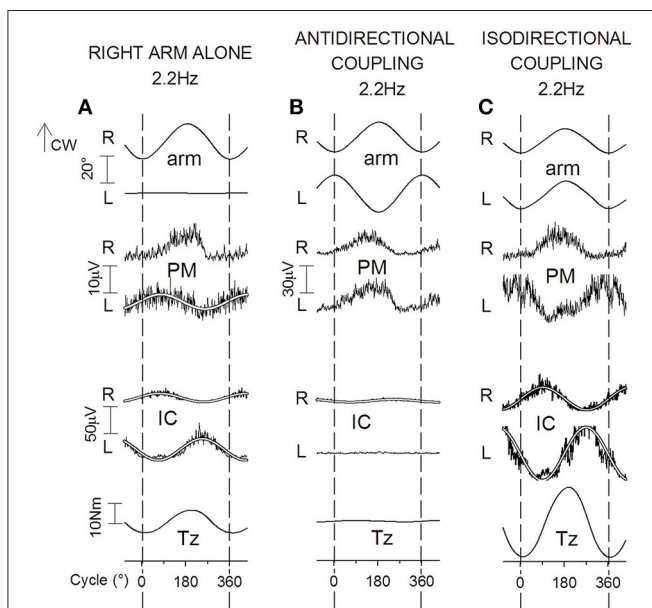 RIGHT ARM ALONE
2.2Hz
ANTIDIRECTIONAL
COUPLING
2.2Hz
ISODIRECTIONAL
COUPLING
2.2Hz
A
B
C
CW
20°
R
arm
L
R
arm
L
R
arm
L
10µV
R
PM
L
30µV
R
PM
L
R
PM
L
50µV
R
IC
L
R
IC
L
R
IC
L
10Nm
Tz
Tz
Tz
Cycle (°) 0 180 360
0 180 360
0 180 360